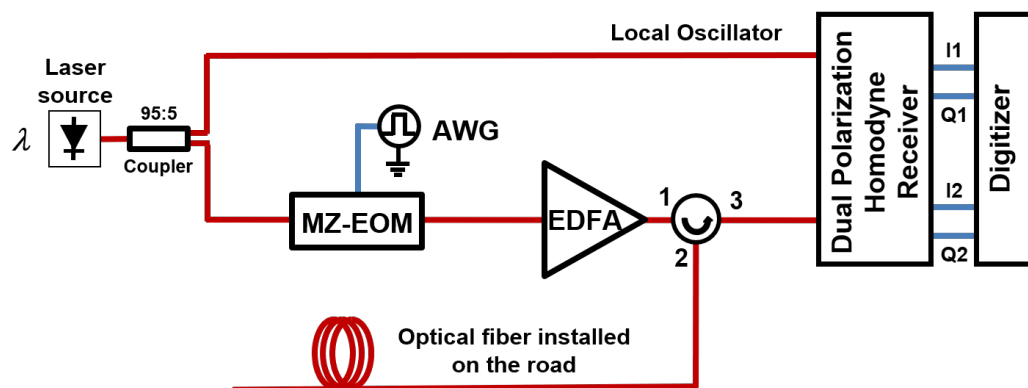 Local Oscillator
Laser
source
λ
95:5
Coupler
AWG
MZ-EOM
EDFA
1
2
3
Dual Polarization
Homodyne
Receiver
I1
Q1
I2
Q2
Digitizer
Optical fiber installed
on the road